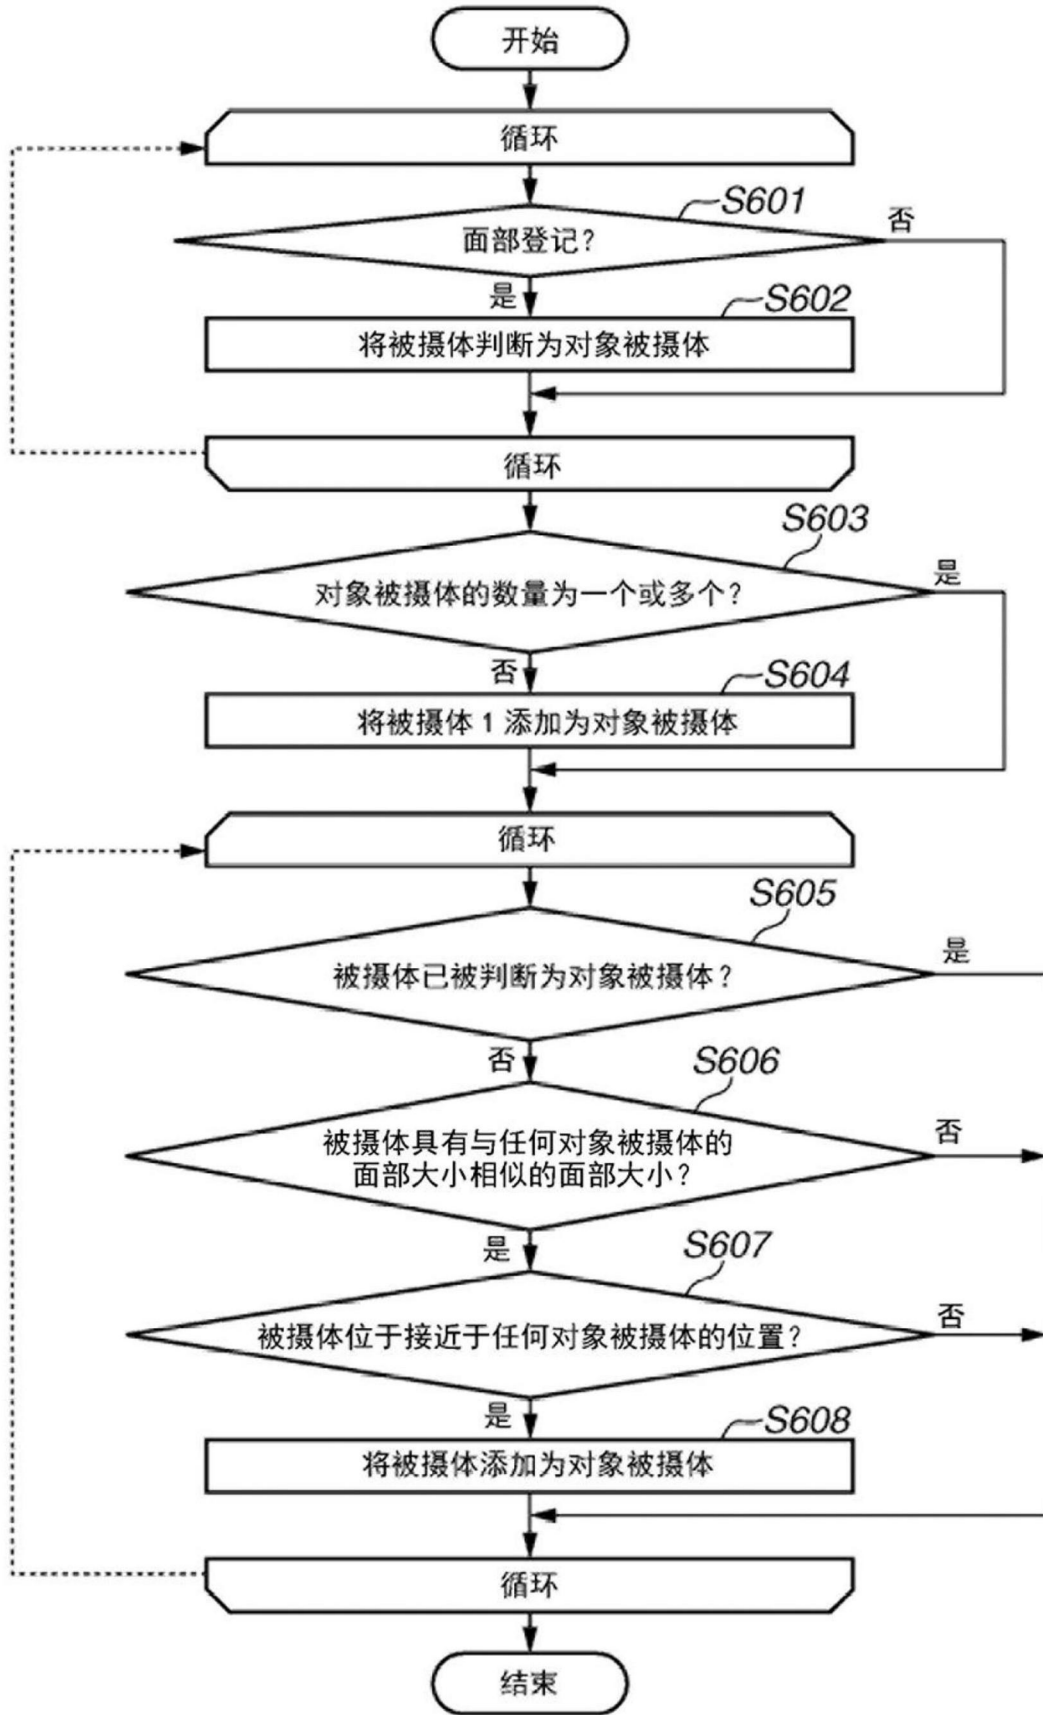 开始
循环
S601
面部登记？
否
是
S602
将被摄体判断为对象被摄体
循环
S603
对象被摄体的数量为一个或多个？
是
否
S604
将被摄体1添加为对象被摄体
循环
S605
被摄体已被判断为对象被摄体？
是
否
S606
被摄体具有与任何对象被摄体的
面部大小相似的面部大小？
否
是
S607
被摄体位于接近于任何对象被摄体的位置？
否
是
S608
将被摄体添加为对象被摄体
循环
结束